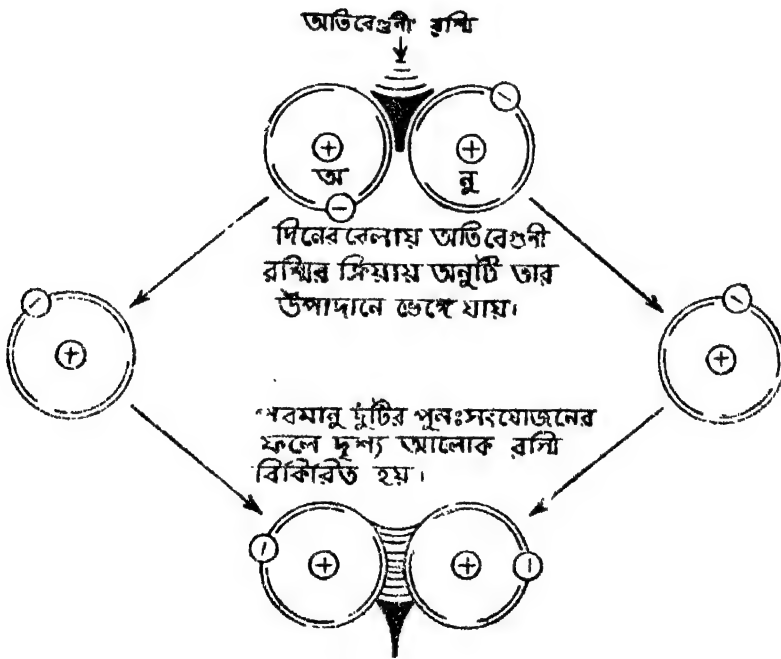 অতিবেগুনী রশ্মি
অ নু
দিনের বেলায় অতিবেগুনী
রশ্মির ক্রিয়ায় অনুটি তার
উপাদানে ভেঙ্গে যায়।
পরমানু দুটির পুনঃসংযোজনের
ফলে দৃশ্য আলোক রশ্মি
বিকিরিত হয়।